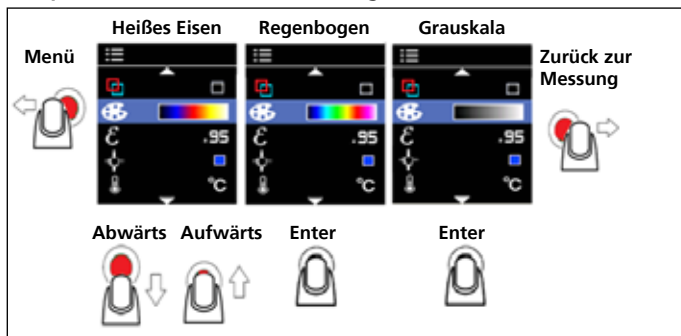 Heißes Eisen Regenbogen Grauskala
Menü
Zurück zur
Messung
ε .95
ε .95
ε .95
°C
°C
°C
Abwärts Aufwärts Enter Enter